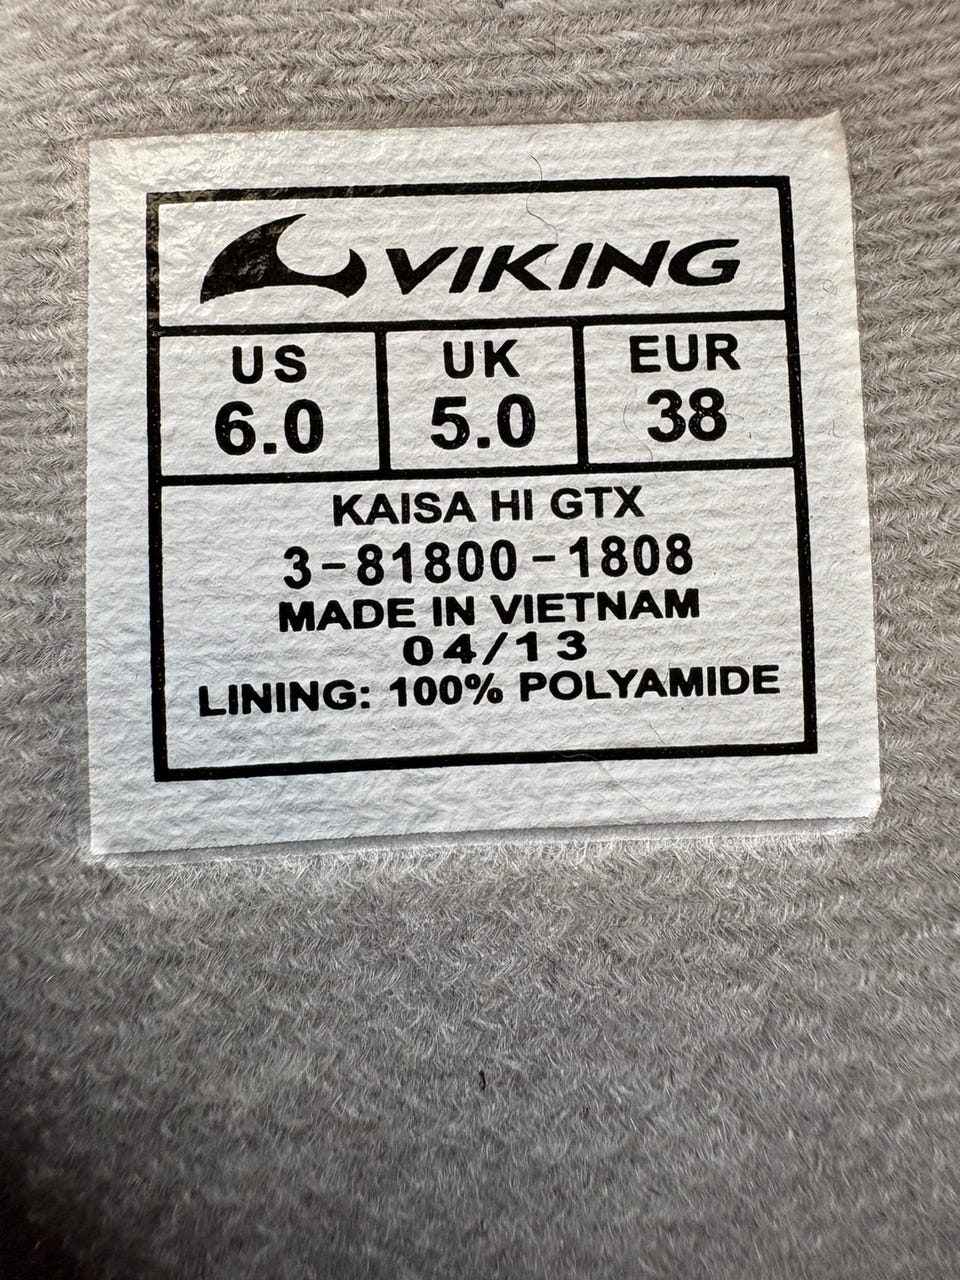 VIKING
US UK EUR
6.0 5.0 38
KAISA HI GTX
3-81800-1808
MADE IN VIETNAM
04/13
LINING: 100% POLYAMIDE